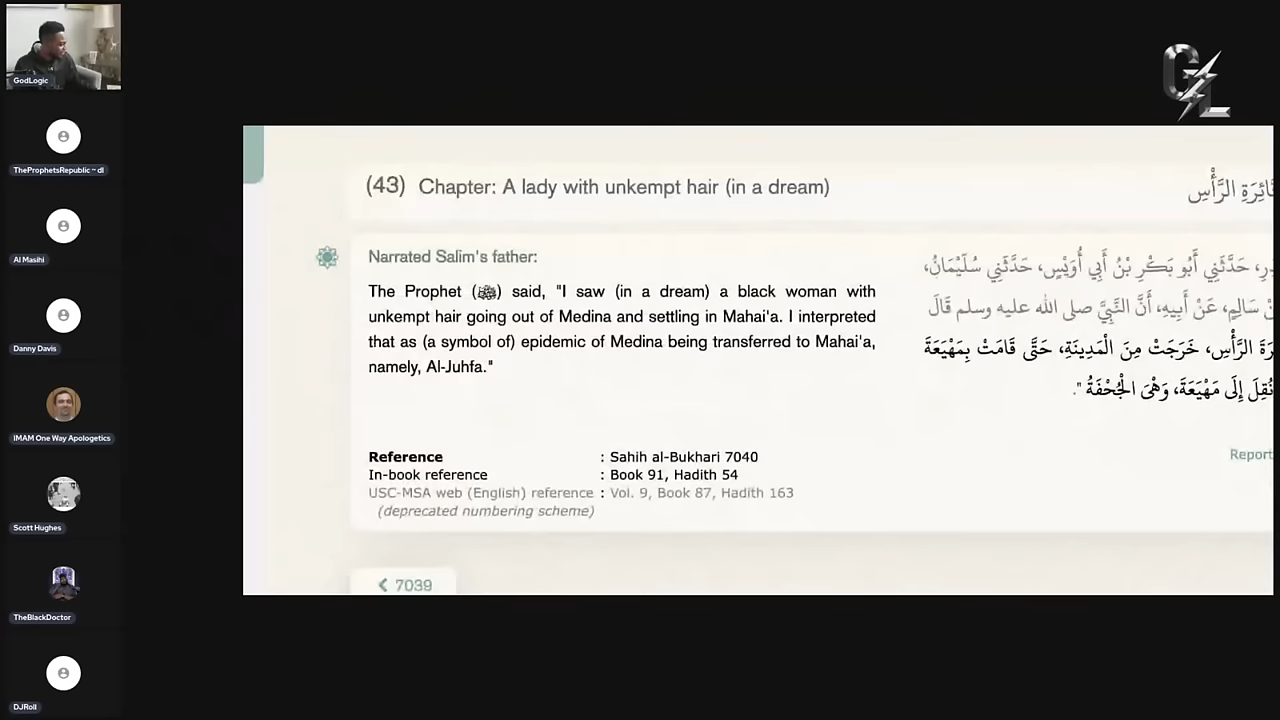 GodLogic
TheProphetsRepublic ~ dl
Al Masihi
Danny Davis
IMAM One Way Apologetics
Scott Hughes
TheBlackDoctor
DJRoll
GL
(43) Chapter: A lady with unkempt hair (in a dream)
الرَّأْسِ
Narrated Salim's father:
The Prophet (ﷺ) said, "I saw (in a dream) a black woman with
unkempt hair going out of Medina and settling in Mahai'a. I interpreted
that as (a symbol of) epidemic of Medina being transferred to Mahai'a,
namely, Al-Juhfa."
حَدَّثَنِي أَبُو بَكْرِ بْنُ أَبِي أُوَيْسٍ، حَدَّثَنِي سُلَيْمَانُ،
سَالِمٍ، عَنْ أَبِيهِ، أَنَّ النَّبِيَّ صلى الله عليه وسلم قَالَ
الرَّأْسِ، خَرَجَتْ مِنَ الْمَدِينَةِ، حَتَّى قَامَتْ بِمَهْيَعَةَ
نُقِلَ إِلَى مَهْيَعَةَ، وَهْىَ الْجُحْفَةُ ‏"‏‏.‏
Reference : Sahih al-Bukhari 7040
In-book reference : Book 91, Hadith 54
USC-MSA web (English) reference : Vol. 9, Book 87, Hadith 163
(deprecated numbering scheme)
Report
7039